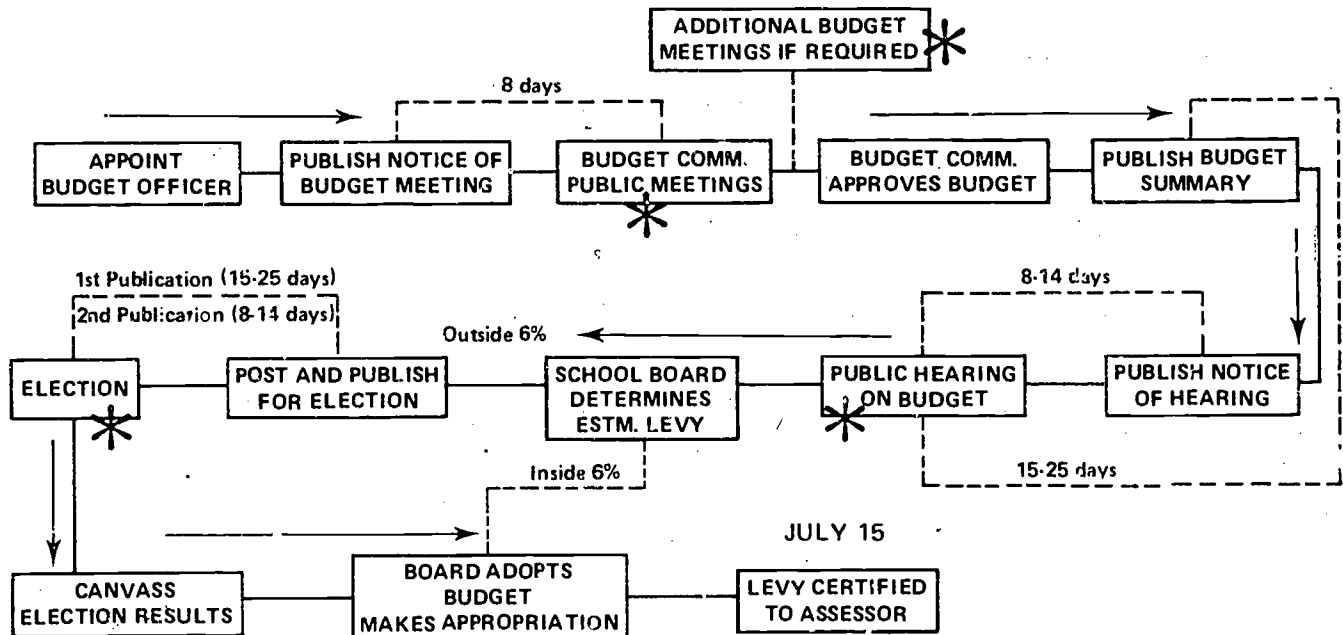 ADDITIONAL BUDGET
MEETINGS IF REQUIRED
8 days
APPOINT
BUDGET OFFICER
PUBLISH NOTICE OF
BUDGET MEETING
BUDGET COMM.
PUBLIC MEETINGS
BUDGET COMM.
APPROVES BUDGET
PUBLISH BUDGET
SUMMARY
1st Publication (15-25 days)
2nd Publication (8-14 days)
Outside 6%
8-14 days
ELECTION
POST AND PUBLISH
FOR ELECTION
SCHOOL BOARD
DETERMINES
ESTM. LEVY
PUBLIC HEARING
ON BUDGET
PUBLISH NOTICE
OF HEARING
Inside 6%
15-25 days
JULY 15
CANVASS
ELECTION RESULTS
BOARD ADOPTS
BUDGET
MAKES APPROPRIATION
LEVY CERTIFIED
TO ASSESSOR